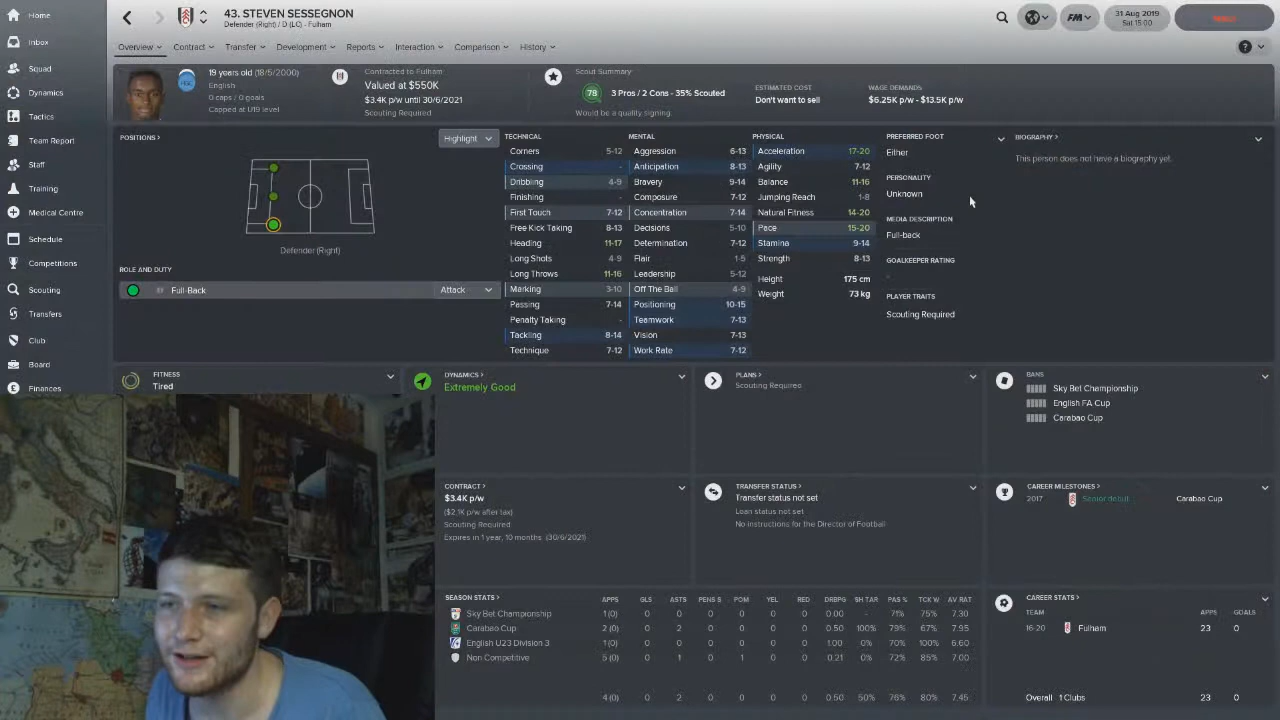 Home
Inbox
Squad
Dynamics
Tactics
Team Report
Staff
Training
Medical Centre
Schedule
Competitions
Scouting
Transfers
Club
Board
Finances
43. STEVEN SESSEGNON
Defender (Right) / D (LC) - Fulham
31 Aug 2019
Sat 15:00
FM
Overview
Contract
Transfer
Development
Reports
Interaction
Comparison
History
19 years old (18/5/2000)
English
0 caps / 0 goals
Capped at U19 level
Contracted to Fulham
Valued at $550K
$3.4K p/w until 30/6/2021
Scouting Required
Scout Summary
78 3 Pros / 2 Cons - 35% Scouted
Would be a quality signing.
ESTIMATED COST
Don't want to sell
WAGE DEMANDS
$6.25K p/w - $13.5K p/w
POSITIONS >
Highlight
Defender (Right)
ROLE AND DUTY
Full-Back Attack
TECHNICAL
Corners 5-12
Crossing -
Dribbling 4-9
Finishing -
First Touch 7-12
Free Kick Taking 8-13
Heading 11-17
Long Shots 4-9
Long Throws 11-16
Marking 3-10
Passing 7-14
Penalty Taking -
Tackling 8-14
Technique 7-12
MENTAL
Aggression 6-13
Anticipation 8-13
Bravery 9-14
Composure 7-12
Concentration 7-14
Decisions 5-10
Determination 7-12
Flair 1-5
Leadership 5-12
Off The Ball 4-9
Positioning 10-15
Teamwork 7-13
Vision 7-13
Work Rate 7-12
PHYSICAL
Acceleration 17-20
Agility 7-12
Balance 11-16
Jumping Reach 1-8
Natural Fitness 14-20
Pace 15-20
Stamina 9-14
Strength 8-13
Height 175 cm
Weight 73 kg
PREFERRED FOOT
Either
PERSONALITY
Unknown
MEDIA DESCRIPTION
Full-back
GOALKEEPER RATING
-
PLAYER TRAITS
Scouting Required
BIOGRAPHY >
This person does not have a biography yet.
FITNESS
Tired
DYNAMICS >
Extremely Good
PLANS >
Scouting Required
BANS
Sky Bet Championship
English FA Cup
Carabao Cup
CONTRACT >
$3.4K p/w
($2.1K p/w after tax)
Scouting Required
Expires in 1 year, 10 months (30/6/2021)
TRANSFER STATUS >
Transfer status not set
Loan status not set
No instructions for the Director of Football
CAREER MILESTONES >
2017 Senior debut Carabao Cup
SEASON STATS > APPS GLS ASTS PENS S POM YEL RED DRBPG SH TAR PAS % TCK W AV RAT
Sky Bet Championship 1 (0) 0 0 0 0 0 0 0.00 - 71% 75% 7.30
Carabao Cup 2 (0) 0 2 0 0 0 0 0.50 100% 79% 67% 7.95
English U23 Division 3 1 (0) 0 0 0 0 0 0 1.00 0% 70% 100% 6.60
Non Competitive 5 (0) 0 1 0 1 0 0 0.21 0% 72% 85% 7.00
4 (0) 0 2 0 0 0 0 0.50 50% 76% 80% 7.45
CAREER STATS >
TEAM APPS GOALS
16-20 Fulham 23 0
Overall 1 Clubs 23 0